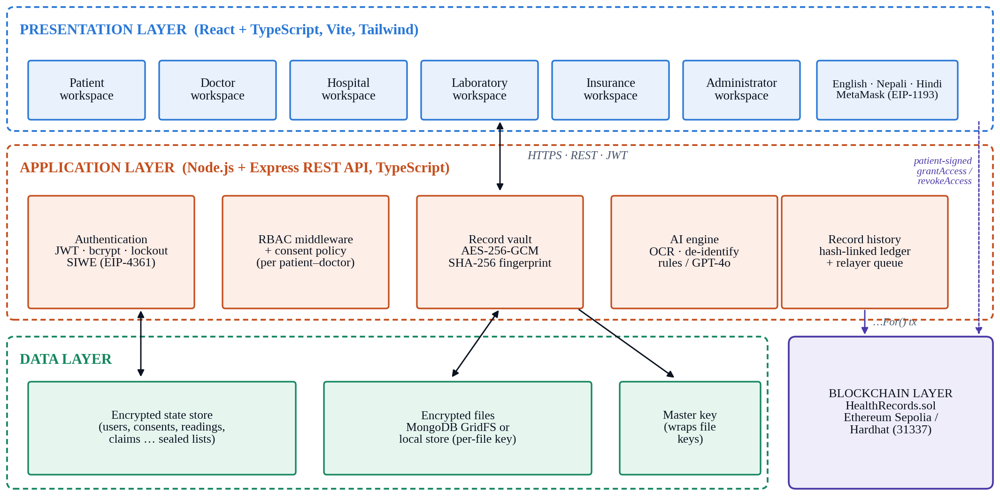 PRESENTATION LAYER (React + TypeScript, Vite, Tailwind)
Patient
workspace
Doctor
workspace
Hospital
workspace
Laboratory
workspace
Insurance
workspace
Administrator
workspace
English · Nepali · Hindi
MetaMask (EIP-1193)
HTTPS · REST · JWT
patient-signed
grantAccess /
revokeAccess
APPLICATION LAYER (Node.js + Express REST API, TypeScript)
Authentication
JWT · bcrypt · lockout
SIWE (EIP-4361)
RBAC middleware
+ consent policy
(per patient–doctor)
Record vault
AES-256-GCM
SHA-256 fingerprint
AI engine
OCR · de-identify
rules / GPT-4o
Record history
hash-linked ledger
+ relayer queue
…For() tx
DATA LAYER
Encrypted state store
(users, consents, readings,
claims … sealed lists)
Encrypted files
MongoDB GridFS or
local store (per-file key)
Master key
(wraps file
keys)
BLOCKCHAIN LAYER
HealthRecords.sol
Ethereum Sepolia /
Hardhat (31337)